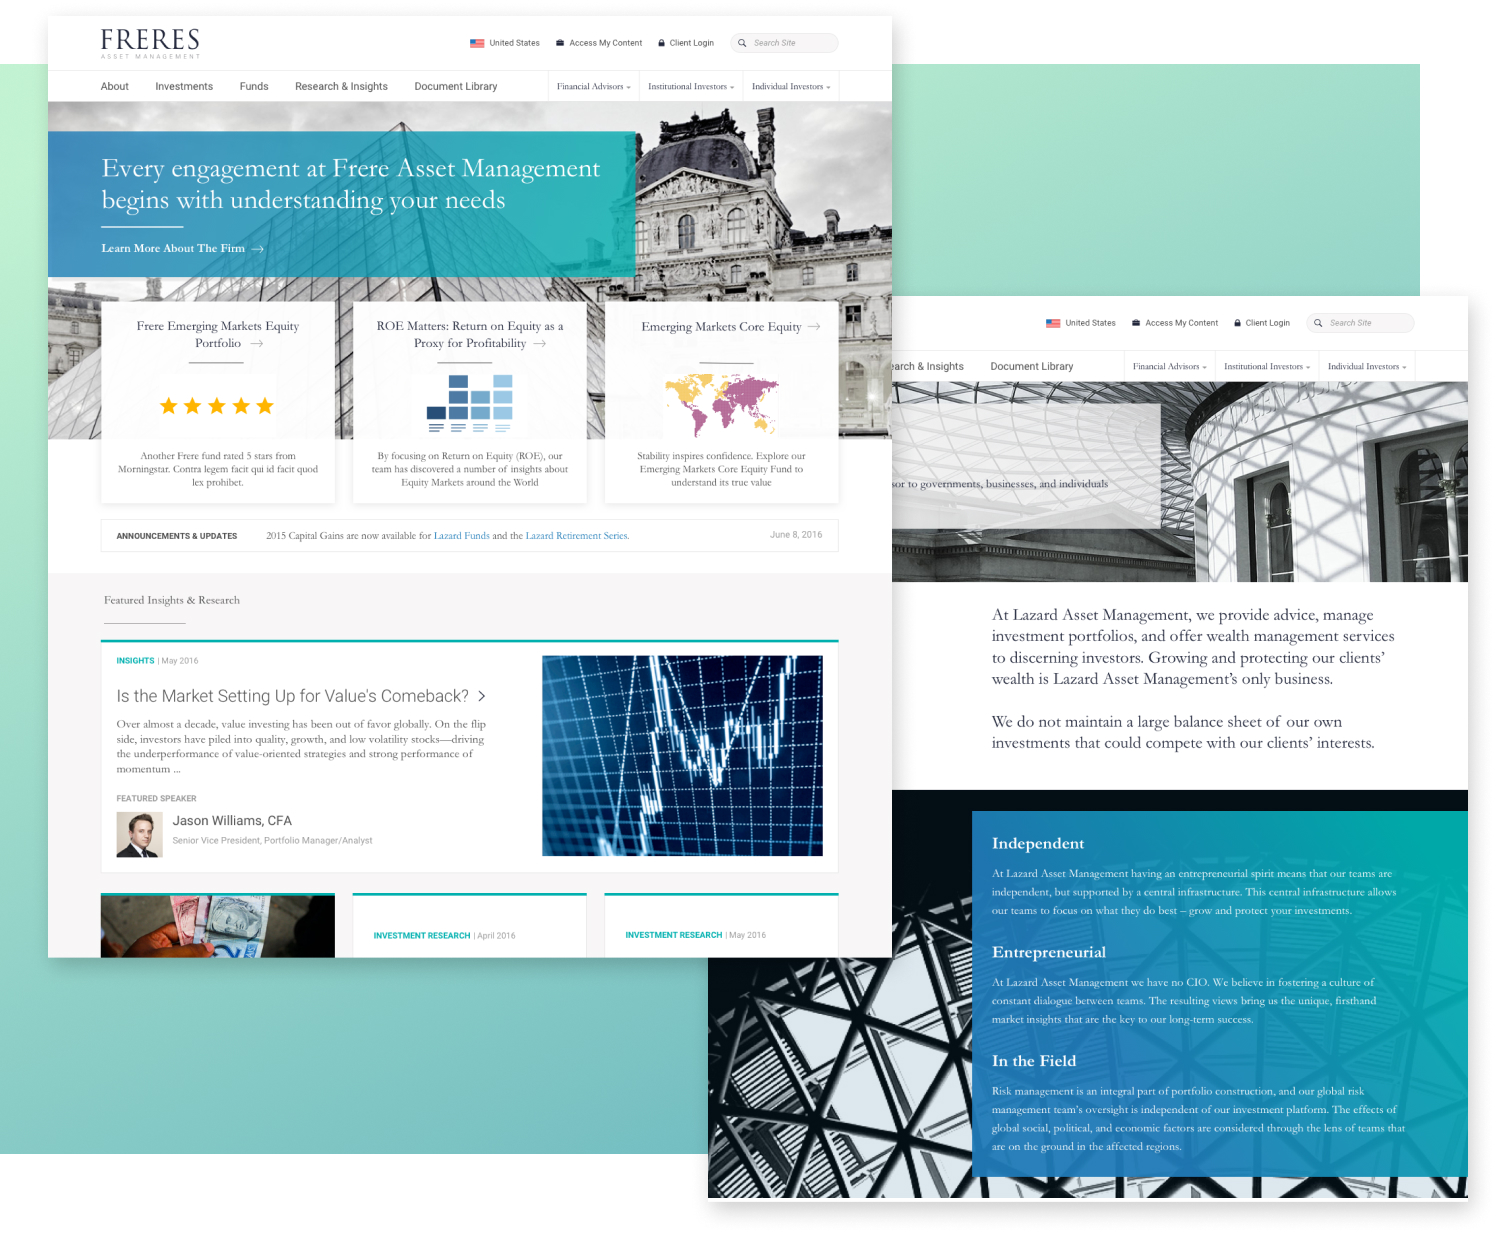 FRERES
ASSET MANAGEMENT
United States
Access My Content
Client Login
Search Site
About
Investments
Funds
Research & Insights
Document Library
Financial Advisors
Institutional Investors
Individual Investors
Every engagement at Frere Asset Management
begins with understanding your needs
Learn More About The Firm
Frere Emerging Markets Equity
Portfolio
Another Frere fund rated 5 stars from
Morningstar. Contra legem facit qui id facit quod
lex prohibet.
ROE Matters: Return on Equity as a
Proxy for Profitability
By focusing on Return on Equity (ROE), our
team has discovered a number of insights about
Equity Markets around the World
Emerging Markets Core Equity
Stability inspires confidence. Explore our
Emerging Markets Core Equity Fund to
understand its true value
ANNOUNCEMENTS & UPDATES
2015 Capital Gains are now available for Lazard Funds and the Lazard Retirement Series.
June 8, 2016
Featured Insights & Research
INSIGHTS | May 2016
Is the Market Setting Up for Value's Comeback?
Over almost a decade, value investing has been out of favor globally. On the flip
side, investors have piled into quality, growth, and low volatility stocks—driving
the underperformance of value-oriented strategies and strong performance of
momentum ...
FEATURED SPEAKER
Jason Williams, CFA
Senior Vice President, Portfolio Manager/Analyst
INVESTMENT RESEARCH | April 2016
INVESTMENT RESEARCH | May 2016
United States
Access My Content
Client Login
Search Site
earch & Insights
Document Library
Financial Advisors
Institutional Investors
Individual Investors
sor to governments, businesses, and individuals
At Lazard Asset Management, we provide advice, manage
investment portfolios, and offer wealth management services
to discerning investors. Growing and protecting our clients'
wealth is Lazard Asset Management's only business.
We do not maintain a large balance sheet of our own
investments that could compete with our clients' interests.
Independent
At Lazard Asset Management having an entrepreneurial spirit means that our teams are
independent, but supported by a central infrastructure. This central infrastructure allows
our teams to focus on what they do best – grow and protect your investments.
Entrepreneurial
At Lazard Asset Management we have no CIO. We believe in fostering a culture of
constant dialogue between teams. The resulting views bring us the unique, firsthand
market insights that are the key to our long-term success.
In the Field
Risk management is an integral part of portfolio construction, and our global risk
management team's oversight is independent of our investment platform. The effects of
global social, political, and economic factors are considered through the lens of teams that
are on the ground in the affected regions.